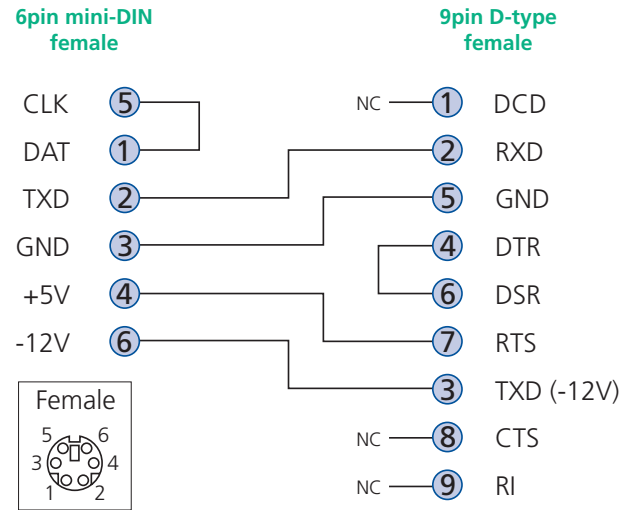 6pin mini-DIN
female
9pin D-type
female
CLK 5
DAT 1
TXD 2
GND 3
+5V 4
-12V 6
NC 1 DCD
2 RXD
5 GND
4 DTR
6 DSR
7 RTS
3 TXD (-12V)
NC 8 CTS
NC 9 RI
Female
5 6
3 4
1 2